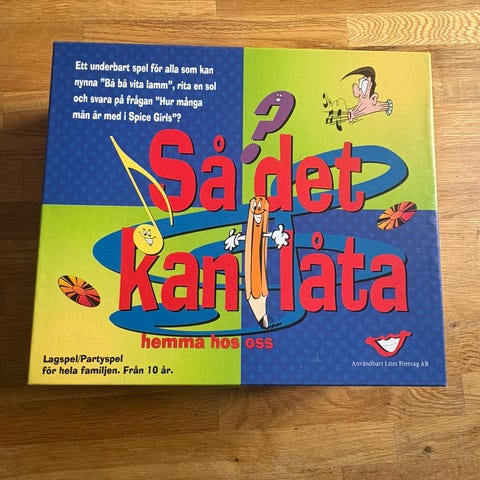 Ett underbart spel för alla som kan
nynna "Bä bä vita lamm", rita en sol
och svara på frågan "Hur många
män är med i Spice Girls"?
?
Så det
kan låta
hemma hos oss
Lagspel/Partyspel
för hela familjen. Från 10 år.
Användbart Litet Företag AB